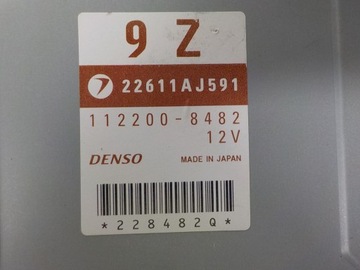 9 Z
22611AJ591
112200-8482
12V
DENSO MADE IN JAPAN
*228482Q*